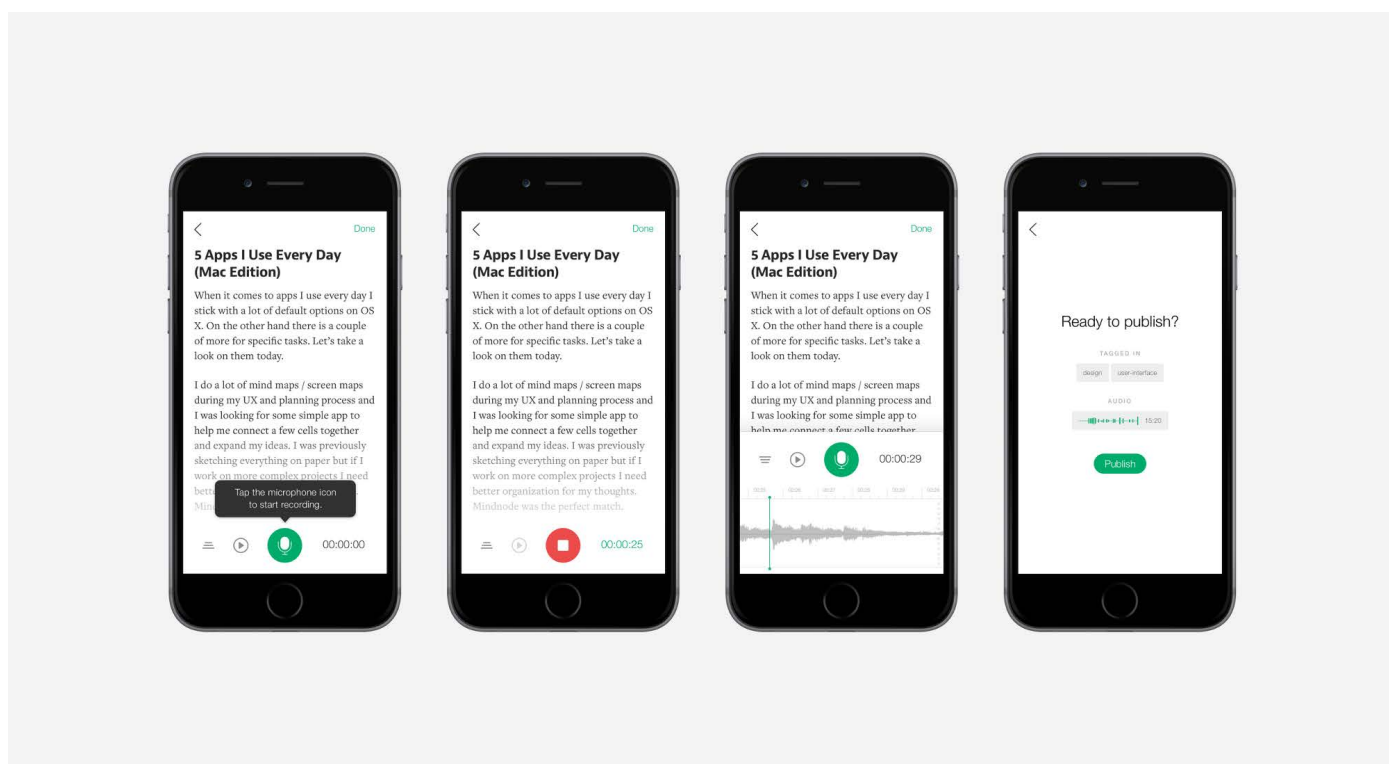 Done
5 Apps I Use Every Day
(Mac Edition)
When it comes to apps I use every day I
stick with a lot of default options on OS
X. On the other hand there is a couple
of more for specific tasks. Let's take a
look on them today.
I do a lot of mind maps / screen maps
during my UX and planning process and
I was looking for some simple app to
help me connect a few cells together
and expand my ideas. I was previously
sketching everything on paper but if I
work on more complex projects I need
Tap the microphone icon
to start recording.
00:00:00
Done
5 Apps I Use Every Day
(Mac Edition)
When it comes to apps I use every day I
stick with a lot of default options on OS
X. On the other hand there is a couple
of more for specific tasks. Let's take a
look on them today.
I do a lot of mind maps / screen maps
during my UX and planning process and
I was looking for some simple app to
help me connect a few cells together
and expand my ideas. I was previously
sketching everything on paper but if I
work on more complex projects I need
better organization for my thoughts.
Mindnode was the perfect match.
00:00:25
Done
5 Apps I Use Every Day
(Mac Edition)
When it comes to apps I use every day I
stick with a lot of default options on OS
X. On the other hand there is a couple
of more for specific tasks. Let's take a
look on them today.
I do a lot of mind maps / screen maps
during my UX and planning process and
I was looking for some simple app to
help me connect a few cells together
00:00:29
Ready to publish?
TAGGED IN
design user-interface
AUDIO
15:20
Publish